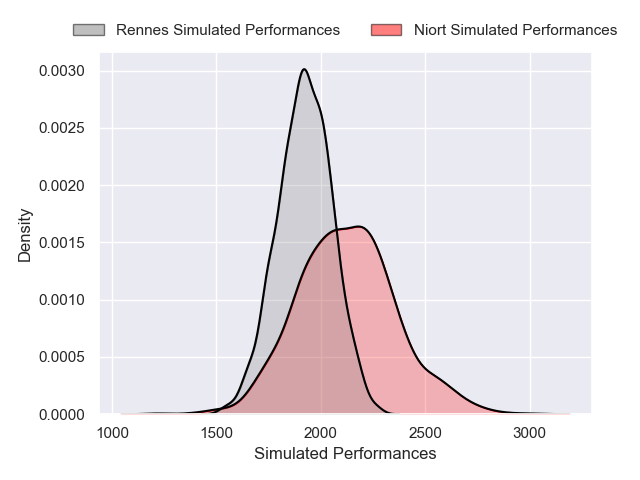 Rennes Simulated Performances Niort Simulated Performances
0.0030
0.0025
0.0020
0.0015
0.0010
0.0005
0.0000
Density
1000 1500 2000 2500 3000
Simulated Performances